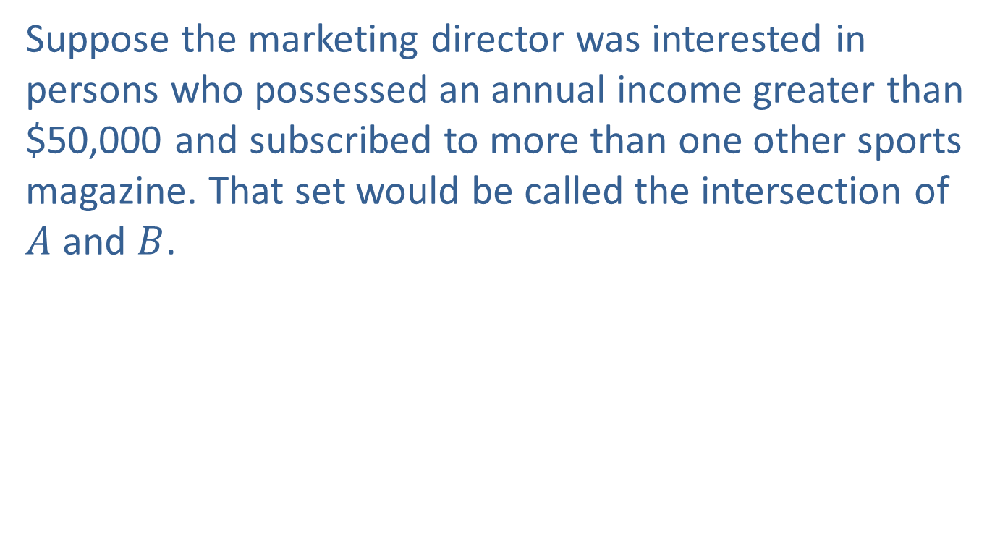 Suppose the marketing director was interested in
persons who possessed an annual income greater than
$50,000 and subscribed to more than one other sports
magazine. That set would be called the intersection of
A and B.